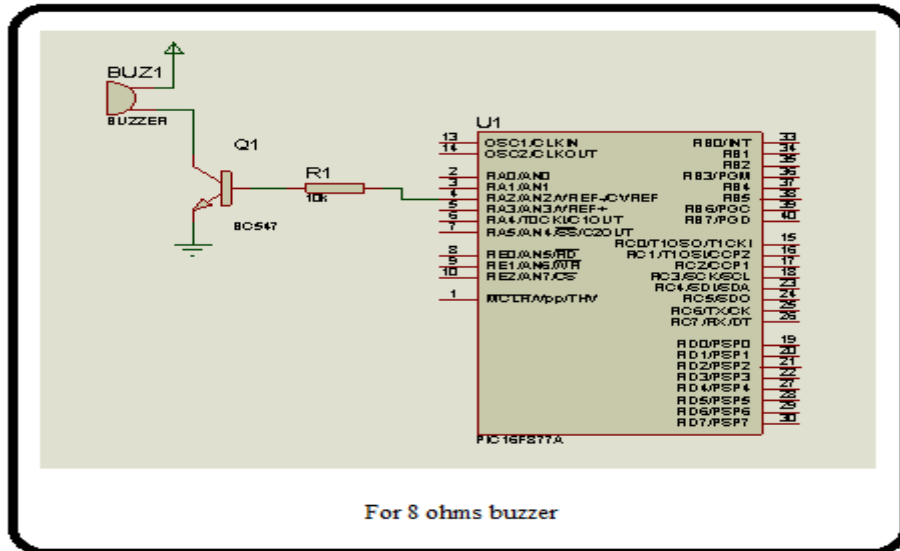 BUZ1
BUZZER
Q1
BC547
R1
10k
U1
13 OSC1/CLKIN
14 OSC2/CLKOUT
2 RA0/AN0
3 RA1/AN1
4 RA2/AN2/VREF-/CVREF
5 RA3/AN3/VREF+
6 RA4/T0CKI/C1OUT
7 RA5/AN4/SS/C2OUT
8 RE0/AN5/RD
9 RE1/AN6/WR
10 RE2/AN7/CS
1 MCLR/Vpp/THV
RB0/INT 33
RB1 34
RB2 35
RB3/PGM 36
RB4 37
RB5 38
RB6/PGC 39
RB7/PGD 40
RC0/T1OSO/T1CKI 15
RC1/T1OSI/CCP2 16
RC2/CCP1 17
RC3/SCK/SCL 18
RC4/SDI/SDA 23
RC5/SDO 24
RC6/TX/CK 25
RC7/RX/DT 26
RD0/PSP0 19
RD1/PSP1 20
RD2/PSP2 21
RD3/PSP3 22
RD4/PSP4 27
RD5/PSP5 28
RD6/PSP6 29
RD7/PSP7 30
PIC16F877A
For 8 ohms buzzer